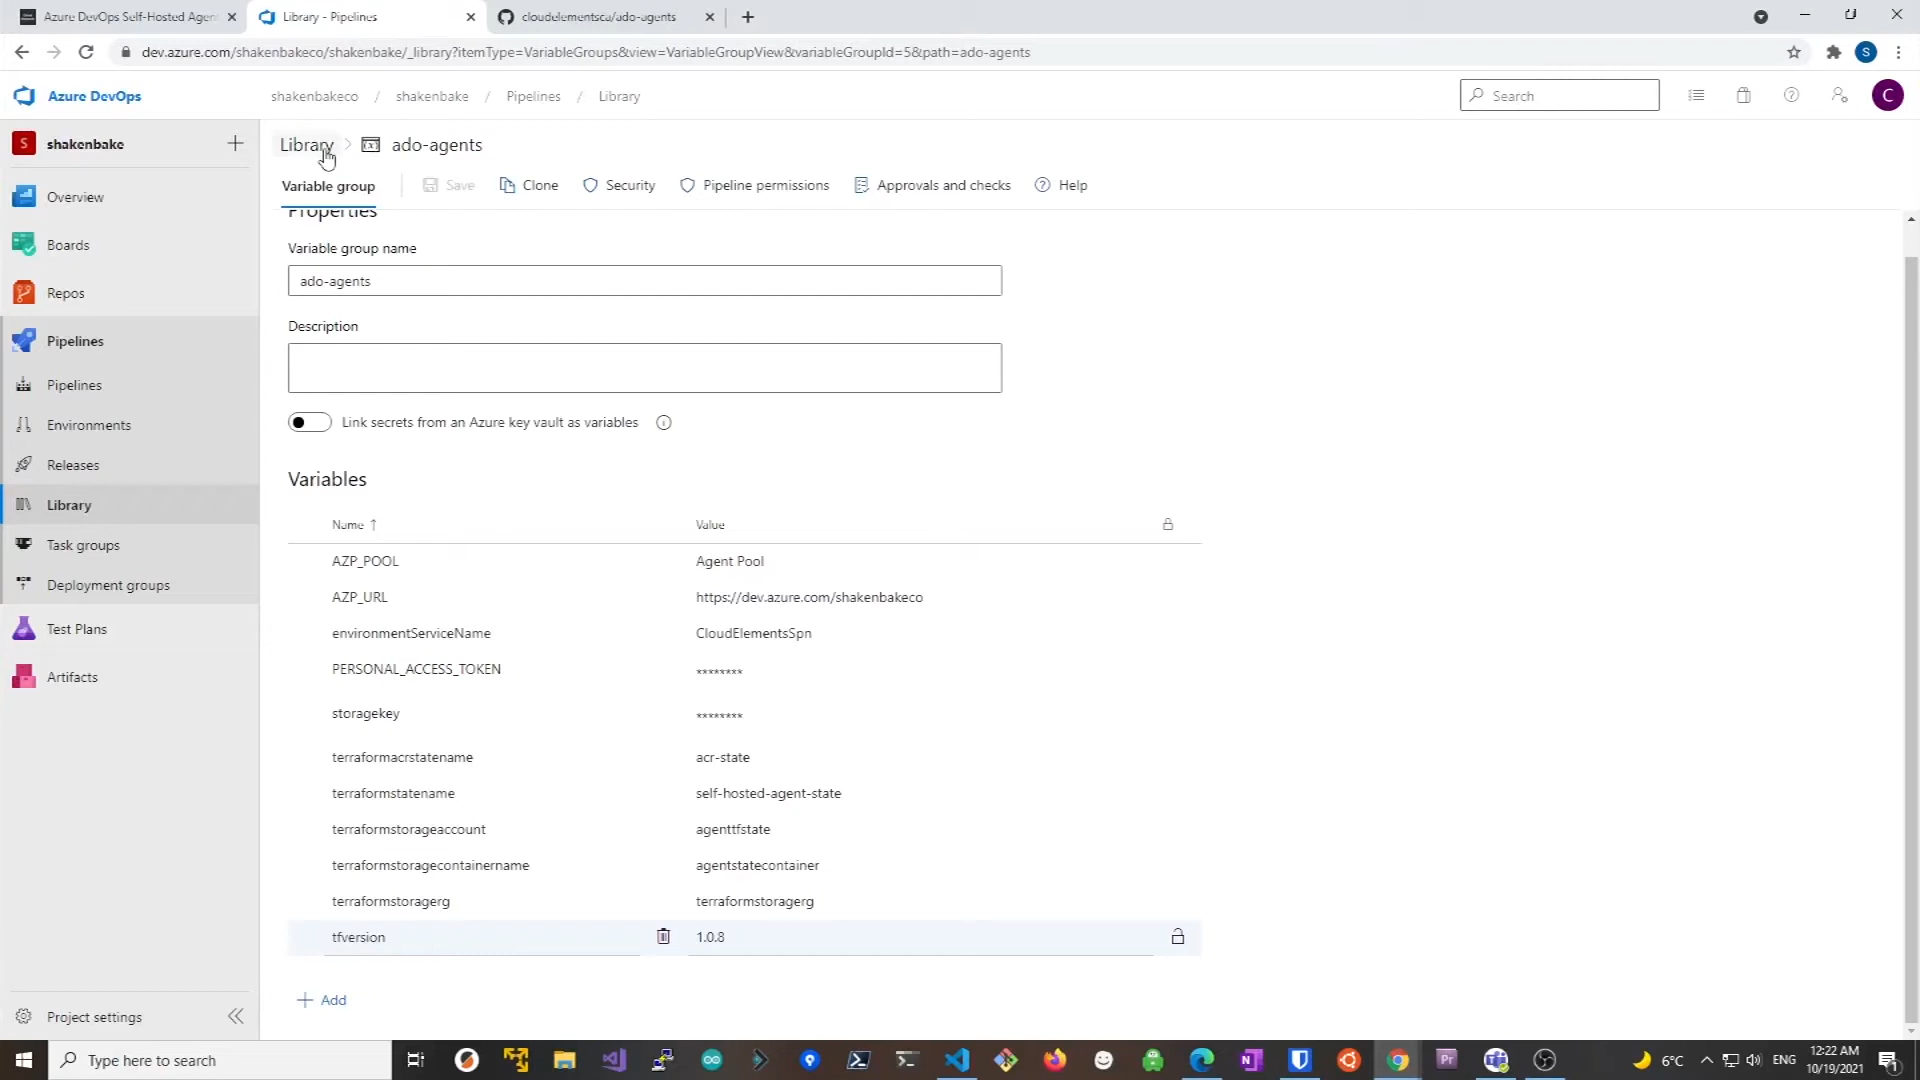 Azure DevOps Self-Hosted Agen
Library - Pipelines
cloudelementsca/ado-agents
dev.azure.com/shakenbakeco/shakenbake/_library?itemType=VariableGroups&view=VariableGroupView&variableGroupId=5&path=ado-agents
S
Azure DevOps
shakenbakeco / shakenbake / Pipelines / Library
Search
C
S shakenbake
Overview
Boards
Repos
Pipelines
Pipelines
Environments
Releases
Library
Task groups
Deployment groups
Test Plans
Artifacts
Project settings
Library > ado-agents
Variable group
Save
Clone
Security
Pipeline permissions
Approvals and checks
Help
Properties
Variable group name
ado-agents
Description
Link secrets from an Azure key vault as variables
Variables
Name ↑ Value
AZP_POOL Agent Pool
AZP_URL https://dev.azure.com/shakenbakeco
environmentServiceName CloudElementsSpn
PERSONAL_ACCESS_TOKEN ********
storagekey ********
terraformacrstatename acr-state
terraformstatename self-hosted-agent-state
terraformstorageaccount agenttfstate
terraformstoragecontainername agentstatecontainer
terraformstoragerg terraformstoragerg
tfversion 1.0.8
+ Add
Type here to search
Pr
6°C
ENG
12:22 AM
10/19/2021
1